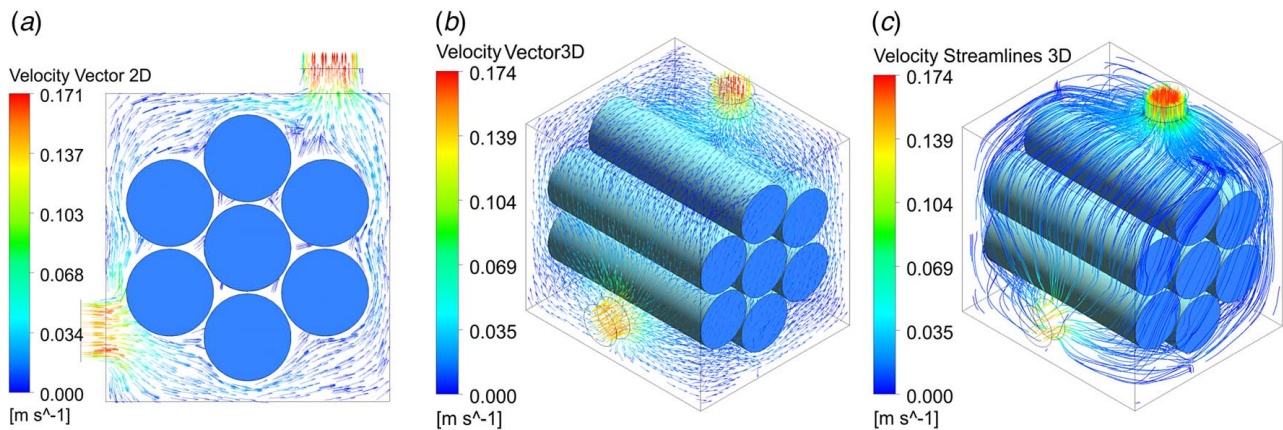 (a)
Velocity Vector 2D
0.171
0.137
0.103
0.068
0.034
0.000
[m s^-1]
(b)
Velocity Vector3D
0.174
0.139
0.104
0.069
0.035
0.000
[m s^-1]
(c)
Velocity Streamlines 3D
0.174
0.139
0.104
0.069
0.035
0.000
[m s^-1]